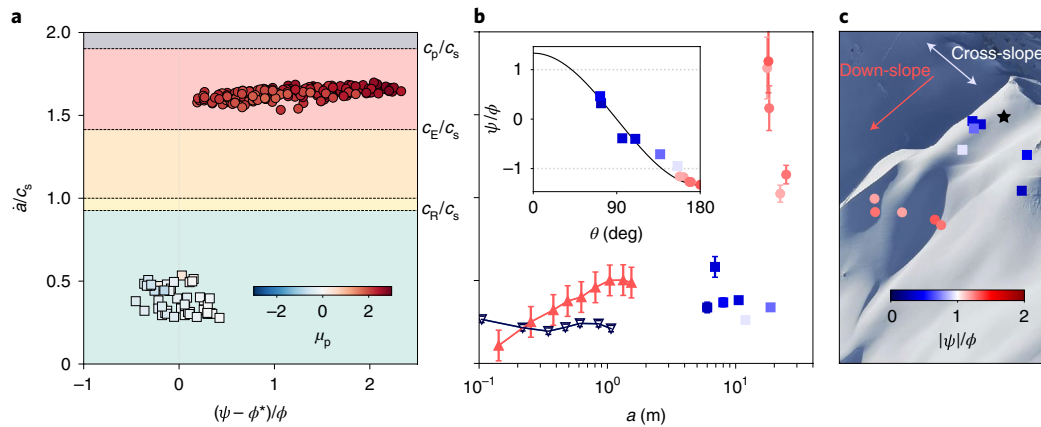 a
2.0
1.5
1.0
0.5
0
ȧ/cₛ
cₚ/cₛ
c_E/cₛ
c_R/cₛ
−2 0 2
μₚ
−1 0 1 2
(ψ − ϕ*)/ϕ
b
1
0
−1
ψ/ϕ
0 90 180
θ (deg)
10⁻¹ 10⁰ 10¹
a (m)
c
Cross-slope
Down-slope
0 1 2
|ψ|/ϕ